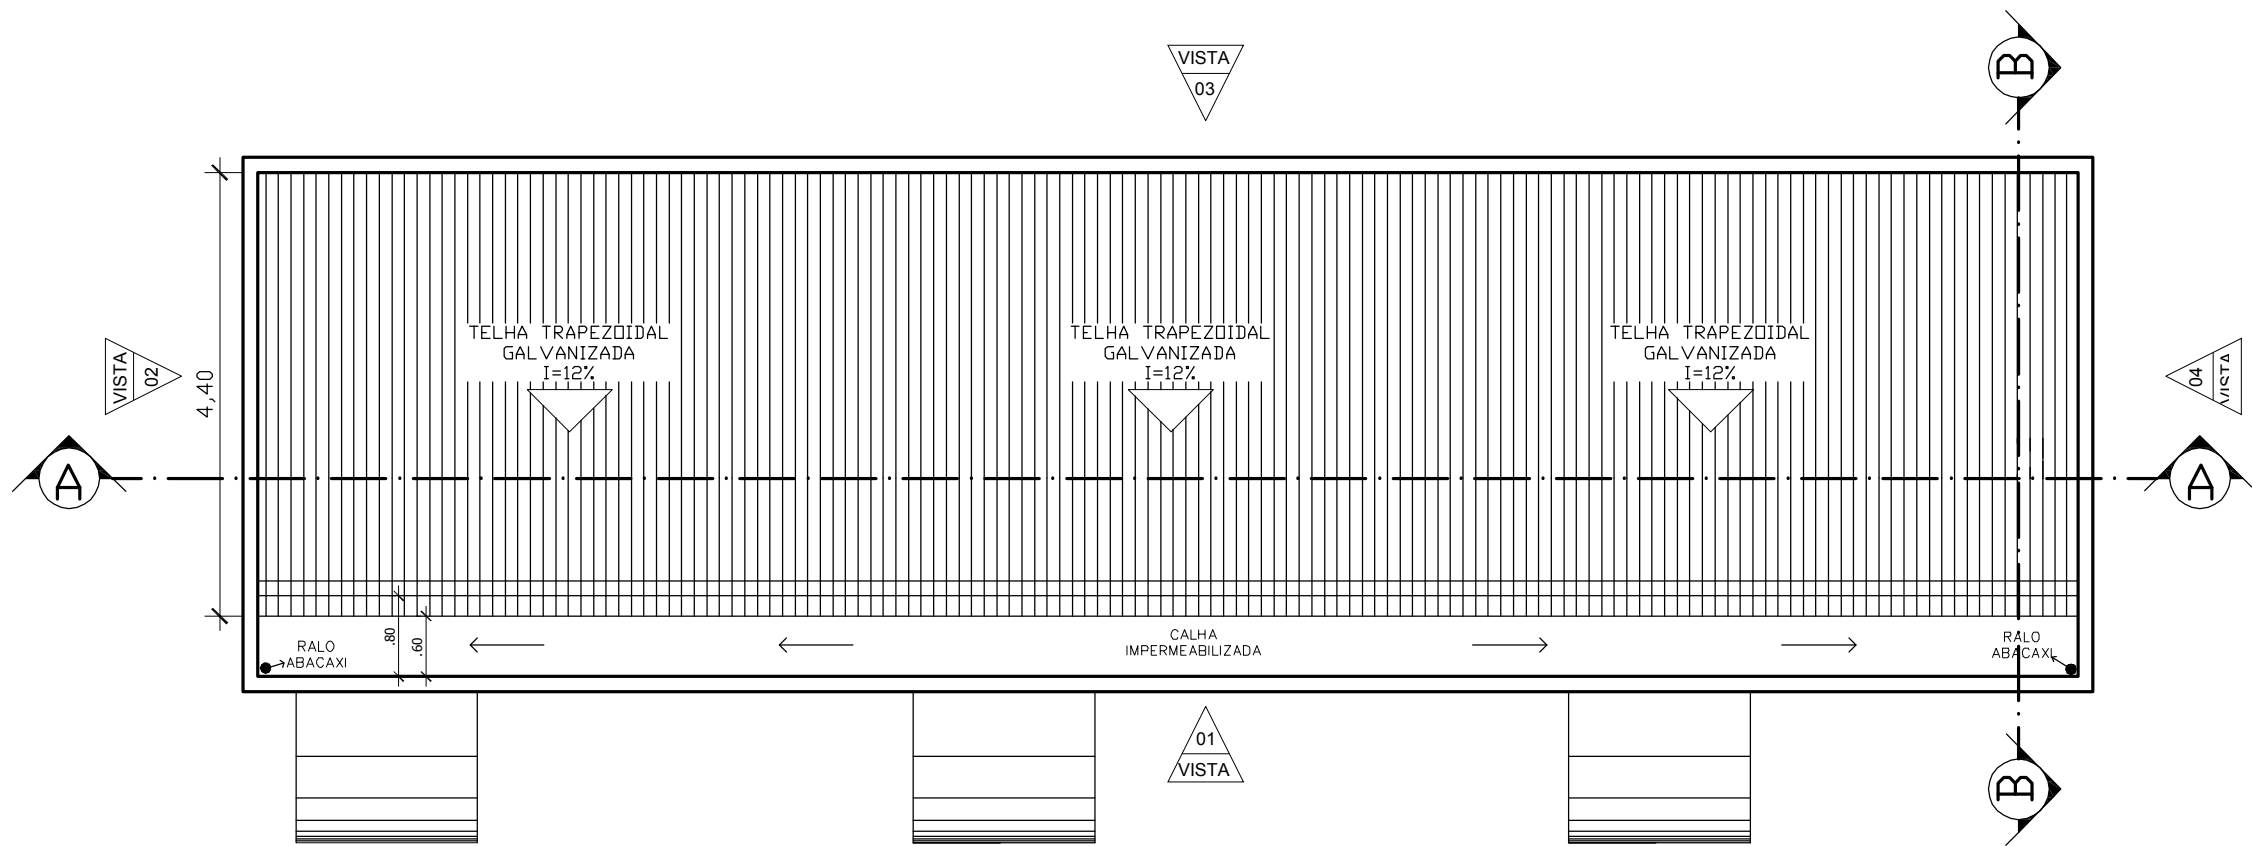 VISTA
03
B
TELHA TRAPEZOIDAL
GALVANIZADA
I=12%
TELHA TRAPEZOIDAL
GALVANIZADA
I=12%
TELHA TRAPEZOIDAL
GALVANIZADA
I=12%
VISTA
02
4,40
04
VISTA
A
A
.80
.60
RALO
ABACAXI
CALHA
IMPERMEABILIZADA
RALO
ABACAXI
01
VISTA
B